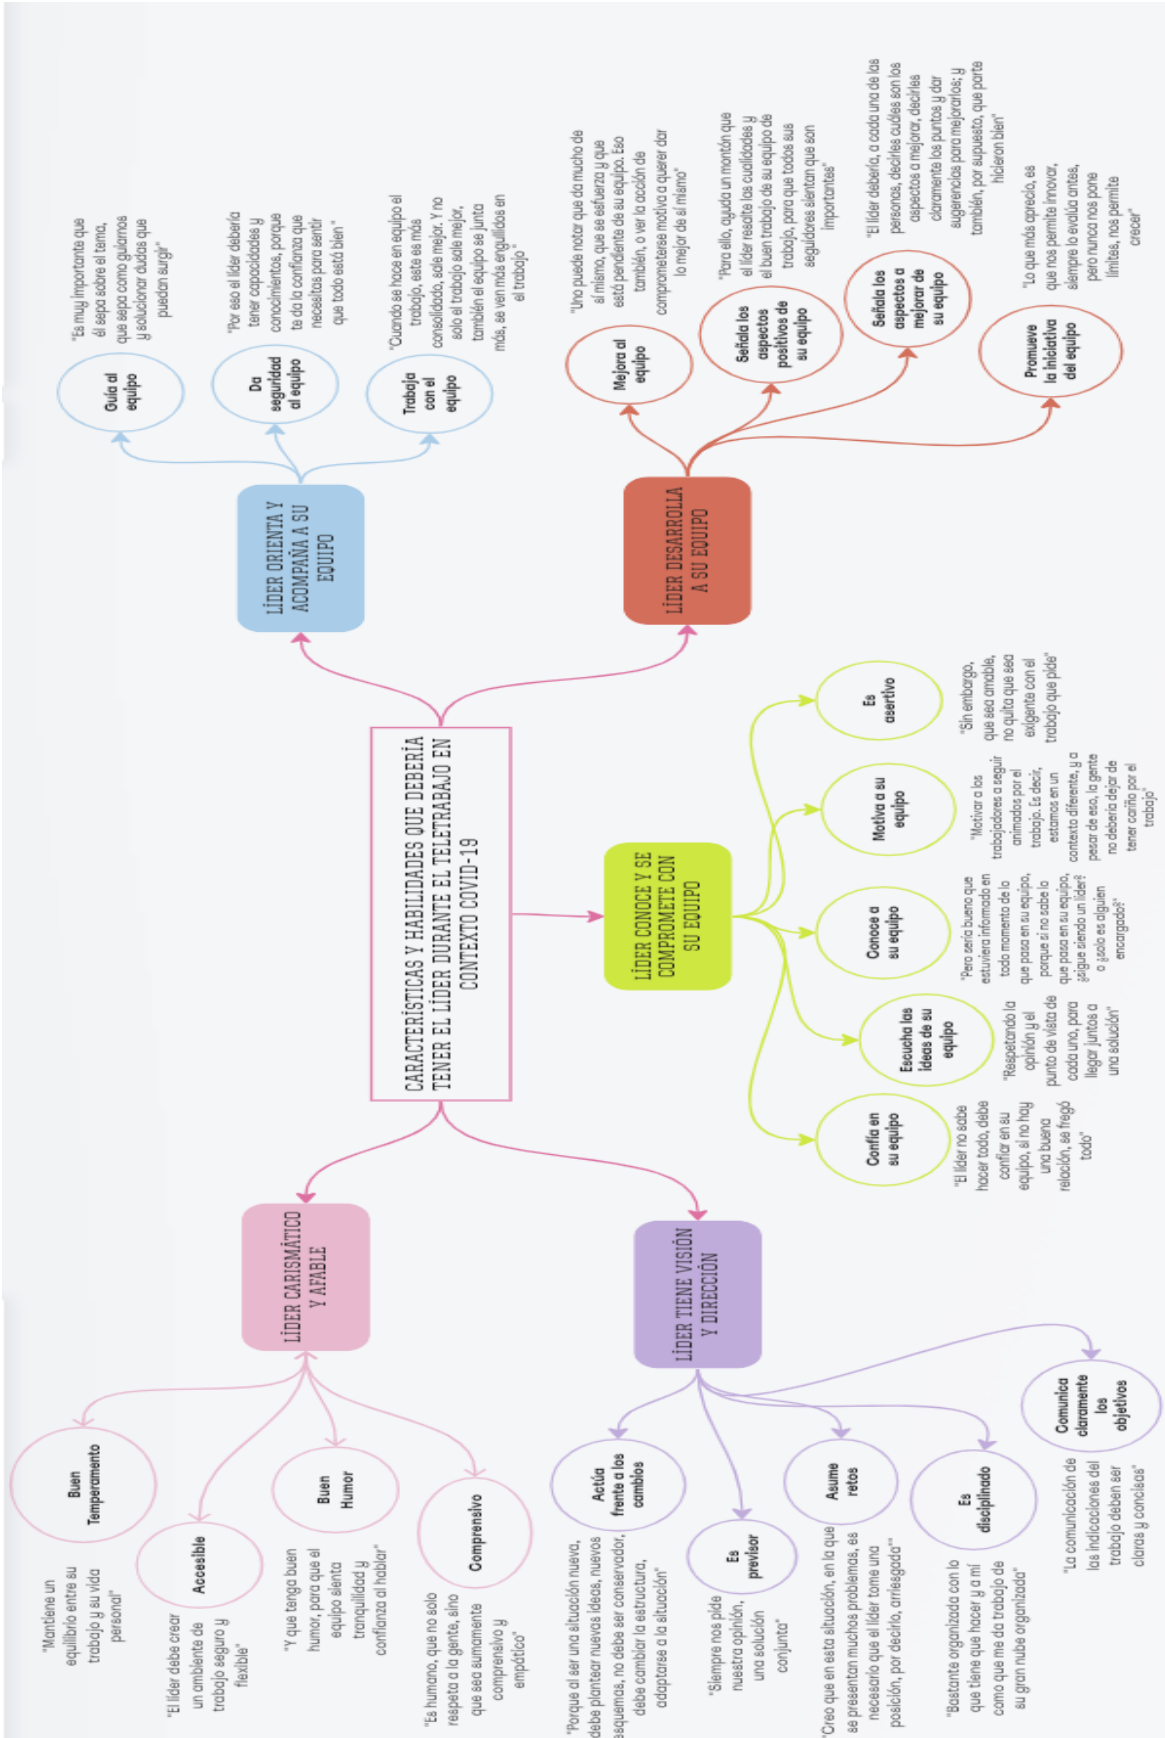 CARACTERÍSTICAS Y HABILIDADES QUE DEBERÍA
TENER EL LÍDER DURANTE EL TELETRABAJO EN
CONTEXTO COVID-19
LÍDER CARISMÁTICO
Y AFABLE
Buen
Temperamento
"Mantiene un
equilibrio entre su
trabajo y su vida
personal"
Accesible
"El líder debe crear
un ambiente de
trabajo seguro y
flexible"
Buen
Humor
"Y que tenga buen
humor, para que el
equipo sienta
tranquilidad y
confianza al hablar"
Comprensivo
"Es humano, que no solo
respeta a la gente, sino
que sea sumamente
comprensivo y
empático"
LÍDER TIENE VISIÓN
Y DIRECCIÓN
Actúa
frente a los
cambios
"Porque al ser una situación nueva,
debe plantear nuevas ideas, nuevos
esquemas, no debe ser conservador,
debe cambiar la estructura,
adaptarse a la situación"
Es
previsor
"Siempre nos pide
nuestra opinión,
una solución
conjunta"
Asume
retos
"Creo que en esta situación, en la que
se presentan muchos problemas, es
necesario que el líder tome una
posición, por decirlo, arriesgada""
Es
disciplinado
"Bastante organizada con lo
que tiene que hacer y a mí
como que me da trabajo de
su gran nube organizada"
Comunica
claramente
los
objetivos
"La comunicación de
las indicaciones del
trabajo deben ser
claras y concisas"
LÍDER CONOCE Y SE
COMPROMETE CON
SU EQUIPO
Confía en
su equipo
"El líder no sabe
hacer todo, debe
confiar en su
equipo, si no hay
una buena
relación, se fregó
todo"
Escucha las
ideas de su
equipo
"Respetando la
opinión y el
punto de vista de
cada uno, para
llegar juntos a
una solución"
Conoce a
su equipo
"Pero sería bueno que
estuviera informado en
todo momento de lo
que pasa en su equipo,
porque si no sabe lo
que pasa en su equipo,
¿sigue siendo un líder?
o ¿solo es alguien
encargado?"
Motiva a su
equipo
"Motivar a los
trabajadores a seguir
animados por el
trabajo. Es decir,
estamos en un
contexto diferente, y a
pesar de eso, la gente
no debería dejar de
tener cariño por el
trabajo"
Es
asertivo
"Sin embargo,
que sea amable,
no quita que sea
exigente con el
trabajo que pide"
LÍDER ORIENTA Y
ACOMPAÑA A SU
EQUIPO
Guía al
equipo
"Es muy importante que
él sepa sobre el tema,
que sepa como guiarnos
y solucionar dudas que
puedan surgir"
Da
seguridad
al equipo
"Por eso el líder debería
tener capacidades y
conocimientos, porque
te da la confianza que
necesitas para sentir
que todo está bien"
Trabaja
con el
equipo
"Cuando se hace en equipo el
trabajo, este es más
consolidado, sale mejor. Y no
solo el trabajo sale mejor,
también el equipo se junta
más, se ven más engullidos en
el trabajo"
LÍDER DESARROLLA
A SU EQUIPO
Mejora al
equipo
"Uno puede notar que da mucho de
sí mismo, que se esfuerza y que
está pendiente de su equipo. Eso
también, o ver la acción de
comprometerse motiva a querer dar
lo mejor de sí mismo"
Señala los
aspectos
positivos de
su equipo
"Para ello, ayuda un montón que
el líder resalte las cualidades y
el buen trabajo de su equipo de
trabajo, para que todos sus
seguidores sientan que son
importantes"
Señala los
aspectos a
mejorar de
su equipo
"El líder debería, a cada una de las
personas, decirles cuáles son los
aspectos a mejorar, decirles
claramente los puntos y dar
sugerencias para mejorarlos; y
también, por supuesto, que parte
hicieron bien"
Promueve
la iniciativa
del equipo
"Lo que más aprecio, es
que nos permite innovar,
siempre lo evalúa antes,
pero nunca nos pone
límites, nos permite
crecer"